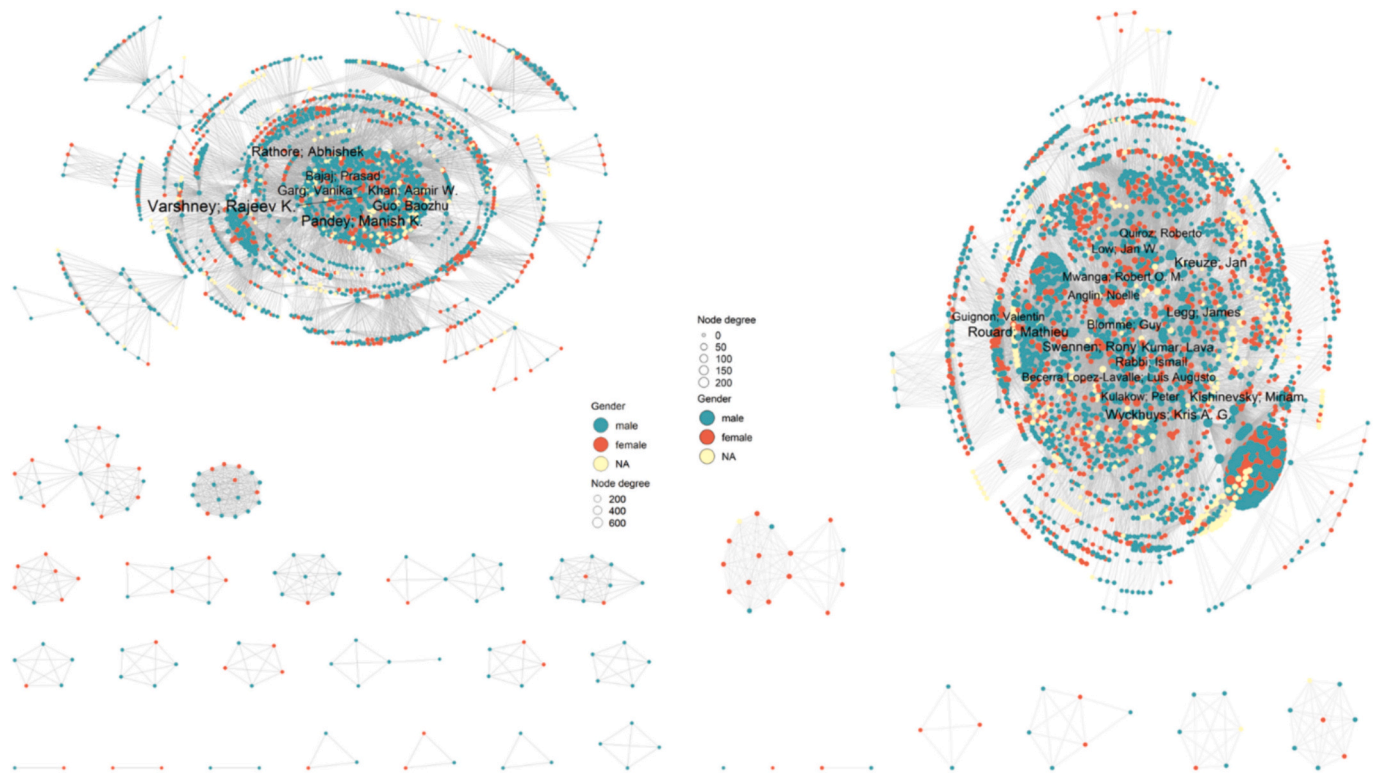 Rathore; Abhishek
Bajaj; Prasad
Garg; Vanika
Khan; Aamir W.
Varshney; Rajeev K.
Guo; Baozhu
Pandey; Manish K.
Gender
male
female
NA
Node degree
200
400
600
Node degree
0
50
100
150
200
Gender
male
female
NA
Quiroz; Roberto
Low; Jan W.
Kreuze; Jan
Mwanga; Robert O. M.
Anglin; Noelle
Legg; James
Guignon; Valentin
Blomme; Guy
Rouard; Mathieu
Swennen; Rony
Kumar; Lava
Rabbi; Ismail
Becerra Lopez-Lavalle; Luis Augusto
Kulakow; Peter
Kishinevsky; Miriam
Wyckhuys; Kris A. G.